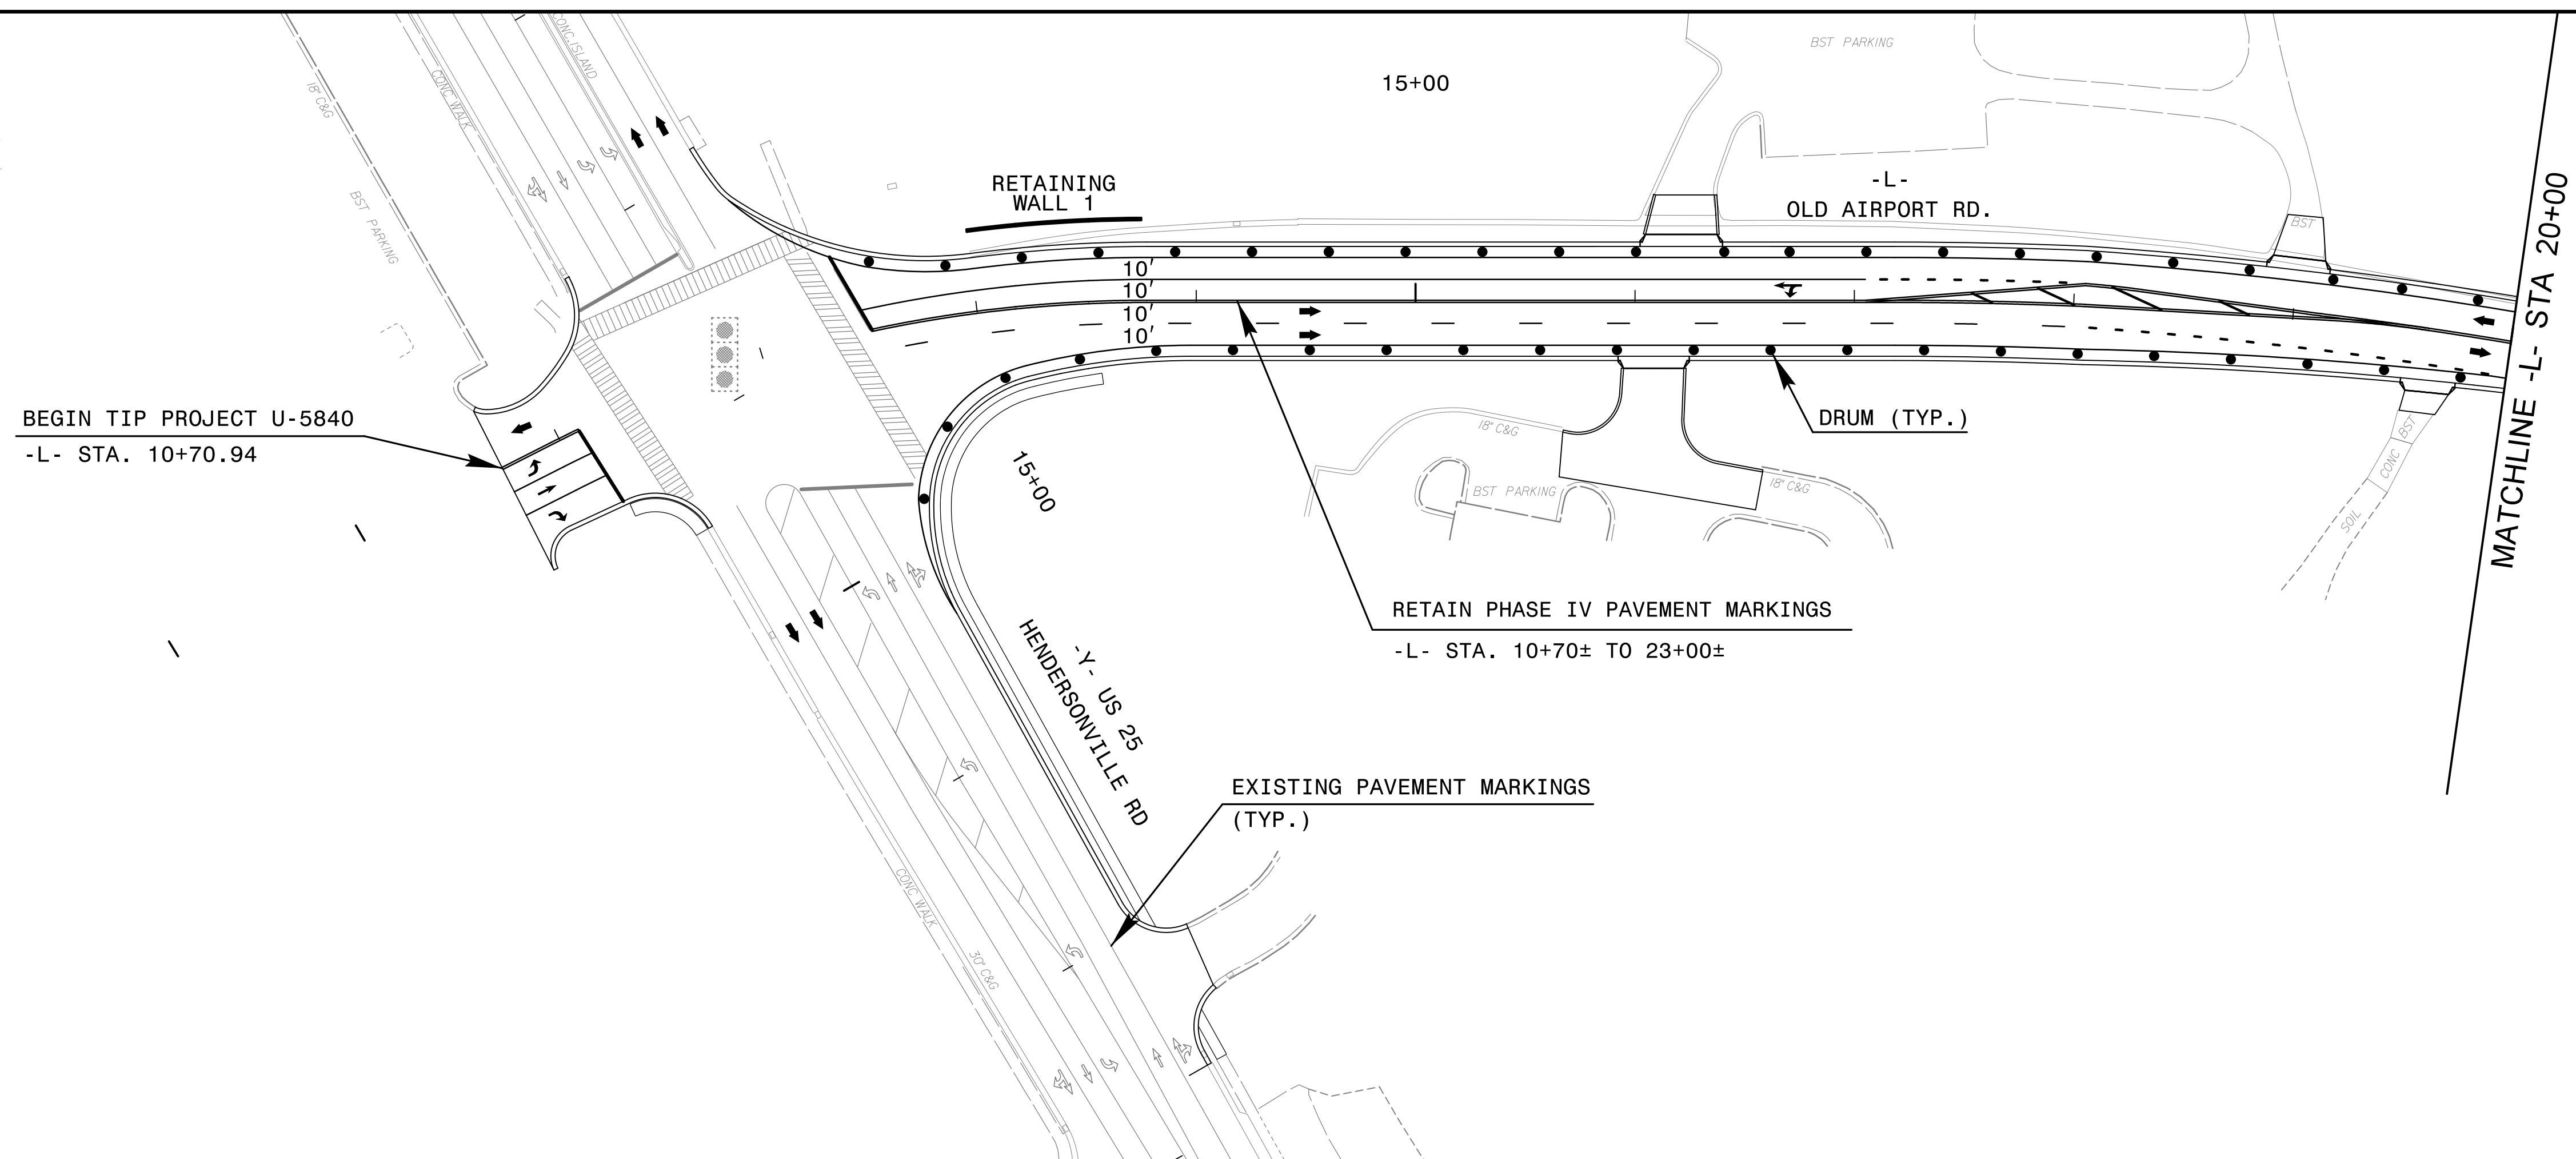 CONC.ISLAND
CONC WALK
18" C&G
BST PARKING
BST PARKING
15+00
RETAINING
WALL 1
-L-
OLD AIRPORT RD.
BST
10'
10'
10'
10'
MATCHLINE -L- STA 20+00
BEGIN TIP PROJECT U-5840
-L- STA. 10+70.94
DRUM (TYP.)
18" C&G
BST PARKING
18" C&G
BST
CONC
SOIL
15+00
RETAIN PHASE IV PAVEMENT MARKINGS
-L- STA. 10+70± TO 23+00±
-Y- US 25
HENDERSONVILLE RD
EXISTING PAVEMENT MARKINGS
(TYP.)
CONC WALK
30" C&G